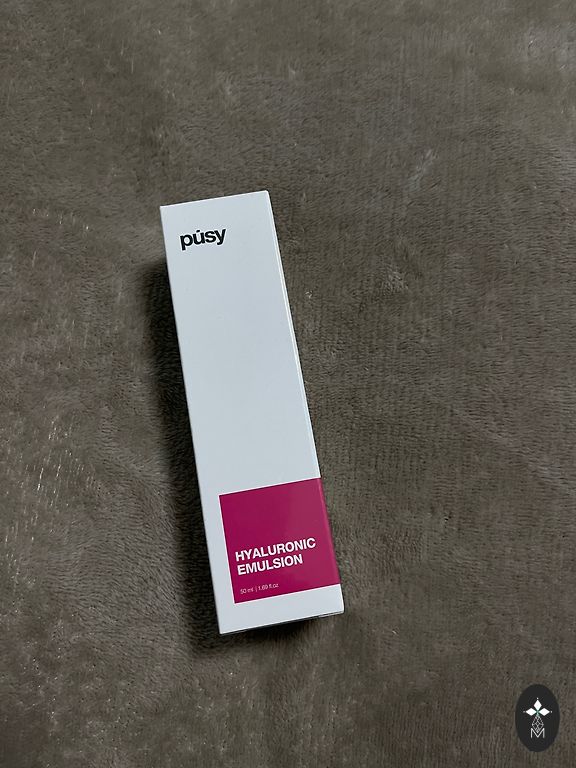 pūsy
HYALURONIC
EMULSION
50 ml | 1.69 fl.oz
M